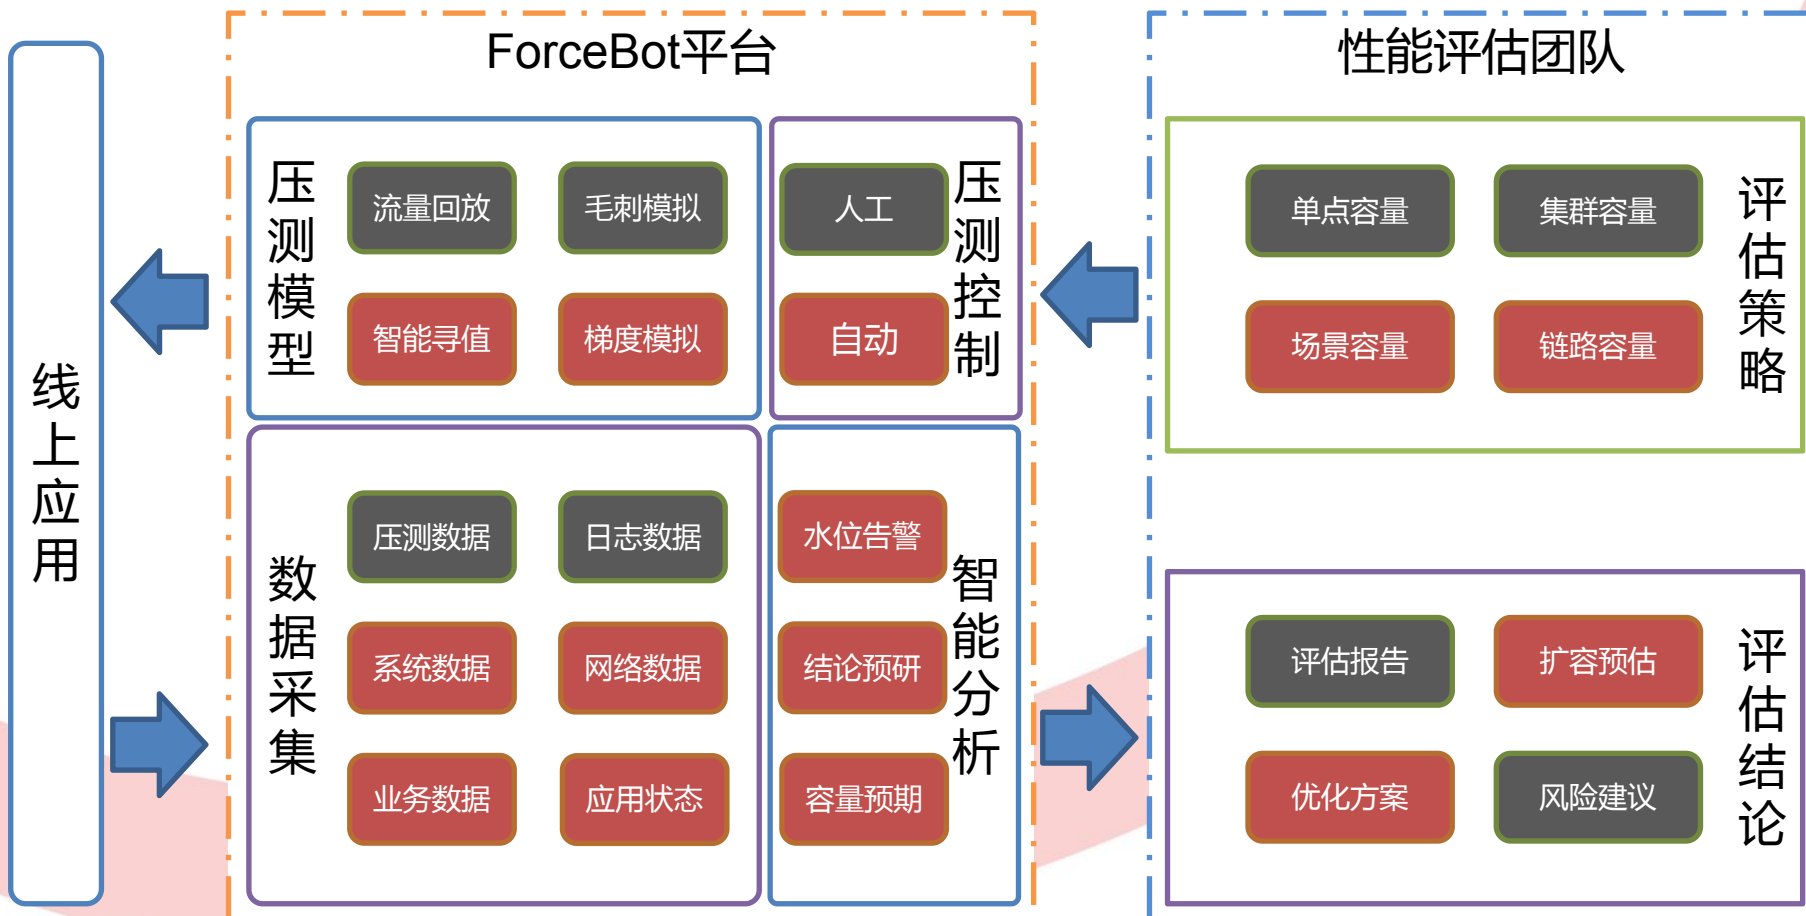 线上应用
ForceBot平台
压测模型
流量回放
毛刺模拟
智能寻值
梯度模拟
人工
自动
压测控制
数据采集
压测数据
日志数据
系统数据
网络数据
业务数据
应用状态
水位告警
结论预研
容量预期
智能分析
性能评估团队
单点容量
集群容量
场景容量
链路容量
评估策略
评估报告
扩容预估
优化方案
风险建议
评估结论